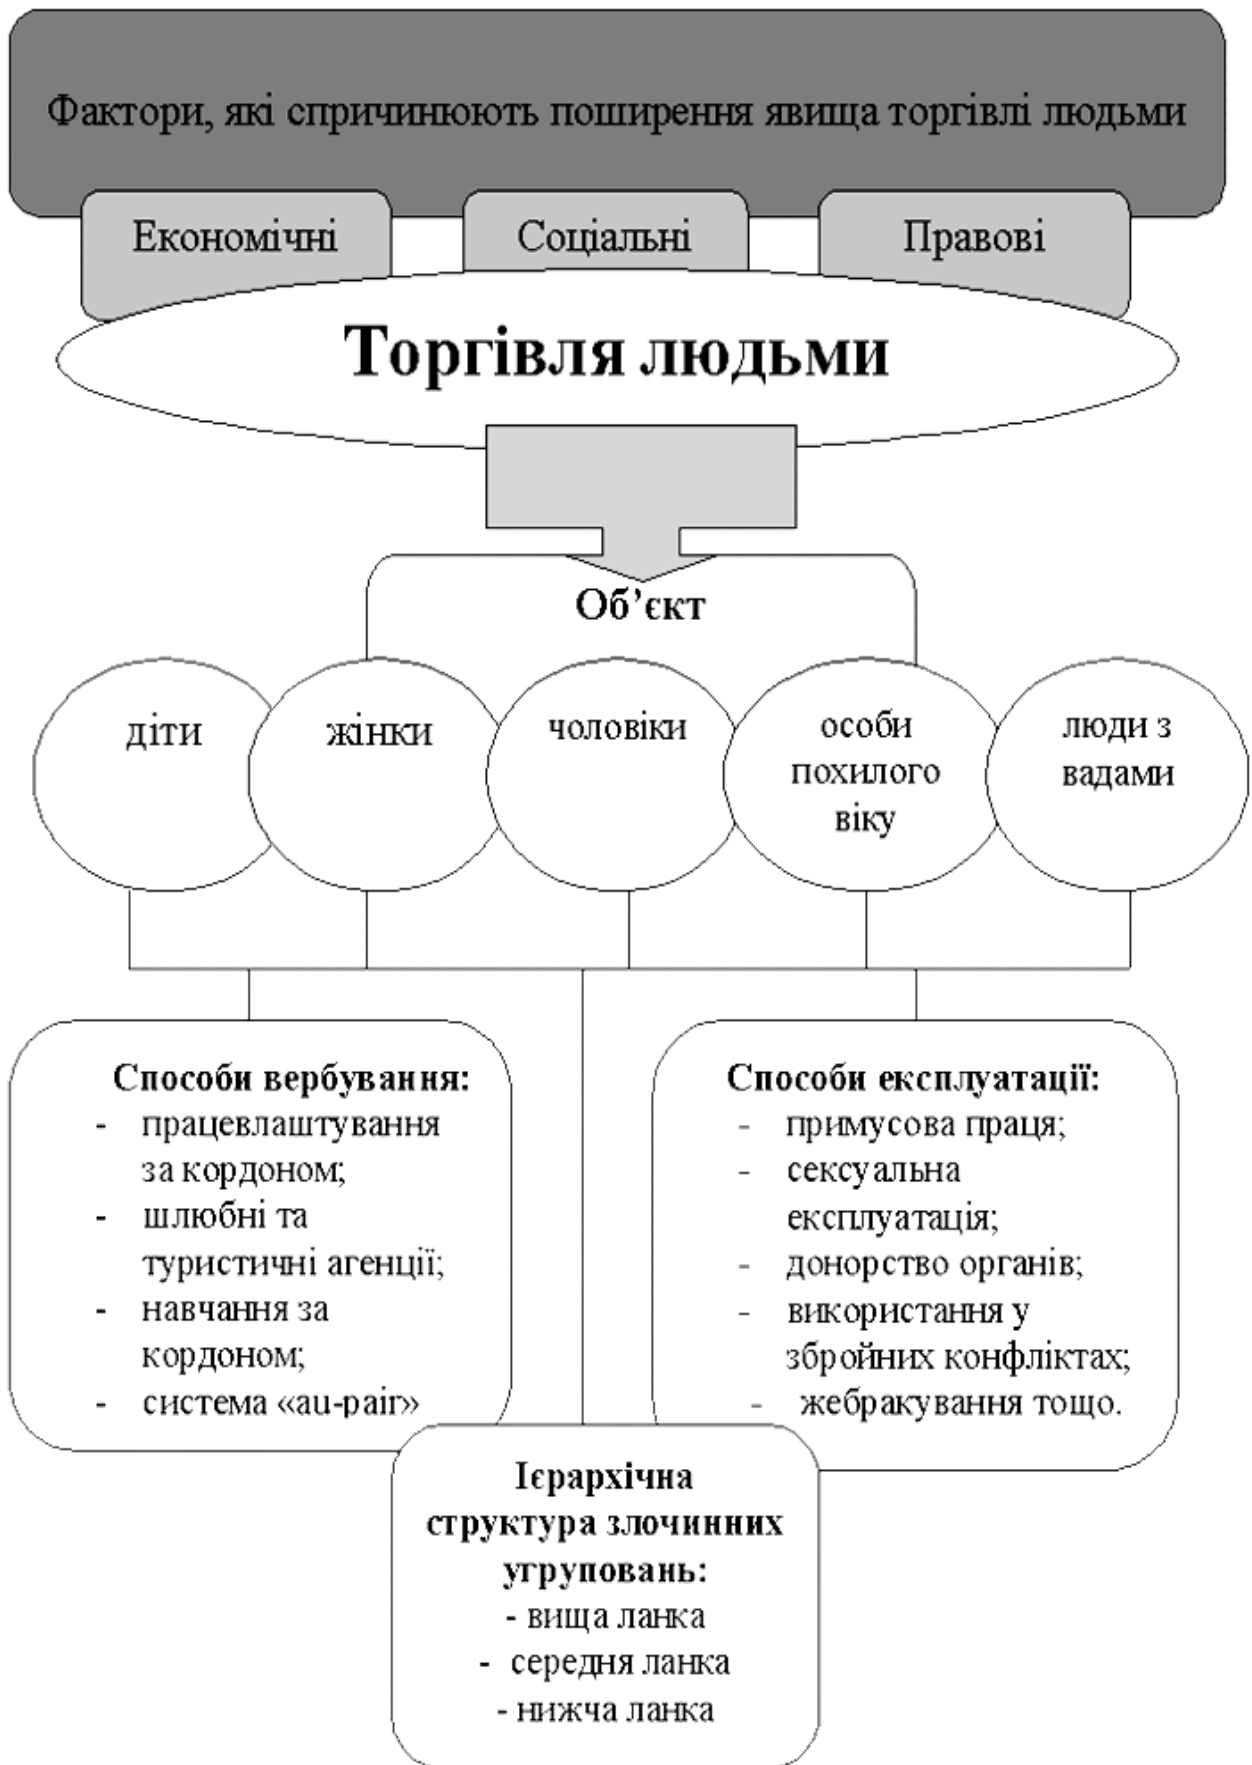 Фактори, які спричинюють поширення явища торгівлі людьми
Економічні
Соціальні
Правові
Торгівля людьми
Об’єкт
діти
жінки
чоловіки
особи
похилого
віку
люди з
вадами
Способи вербування:
- працевлаштування
за кордоном;
- шлюбні та
туристичні агенції;
- навчання за
кордоном;
- система «au-pair»
Способи експлуатації:
- примусова праця;
- сексуальна
експлуатація;
- донорство органів;
- використання у
збройних конфліктах;
- жебракування тощо.
Ієрархічна
структура злочинних
угруповань:
- вища ланка
- середня ланка
- нижча ланка